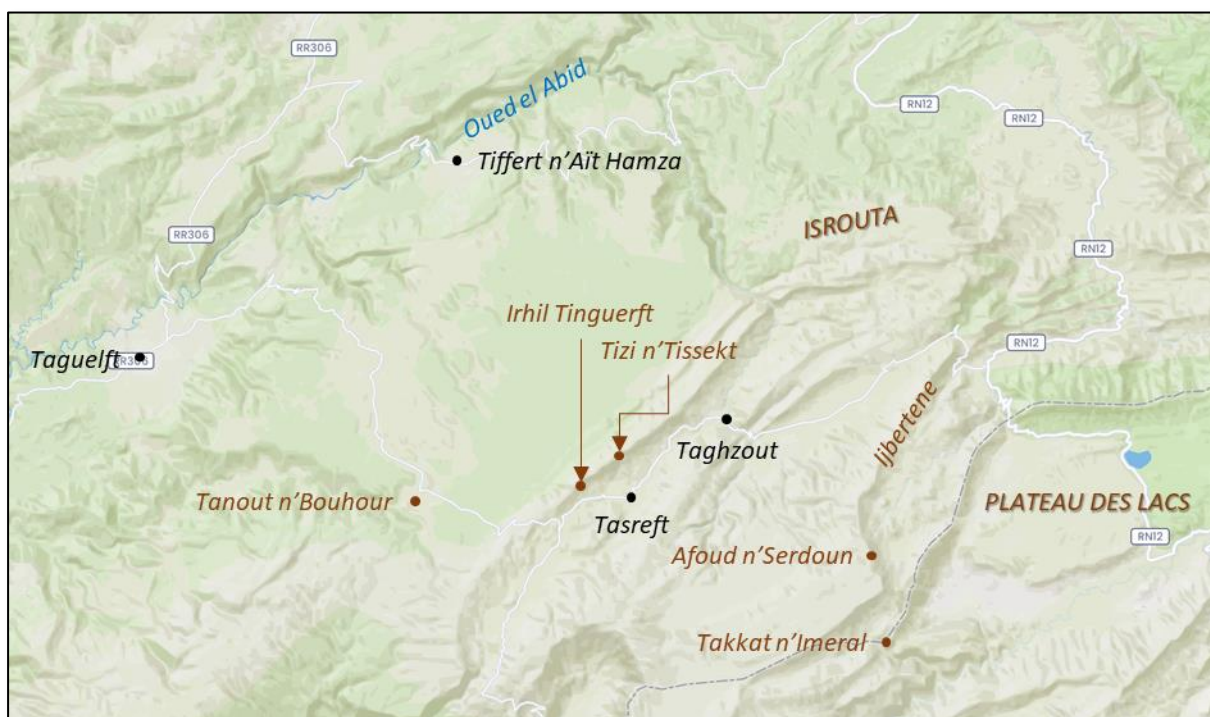 RR306
Oued el Abid
RN12
RN12
Tiffert n'Aït Hamza
ISROUTA
RR306
RN12
Irhil Tinguerft
Tizi n'Tissekt
Taguelft
RN12
Ijbertene
Taghzout
Tanout n'Bouhour
Tasreft
PLATEAU DES LACS
RN12
Afoud n'Serdoun
Takkat n'Imeral